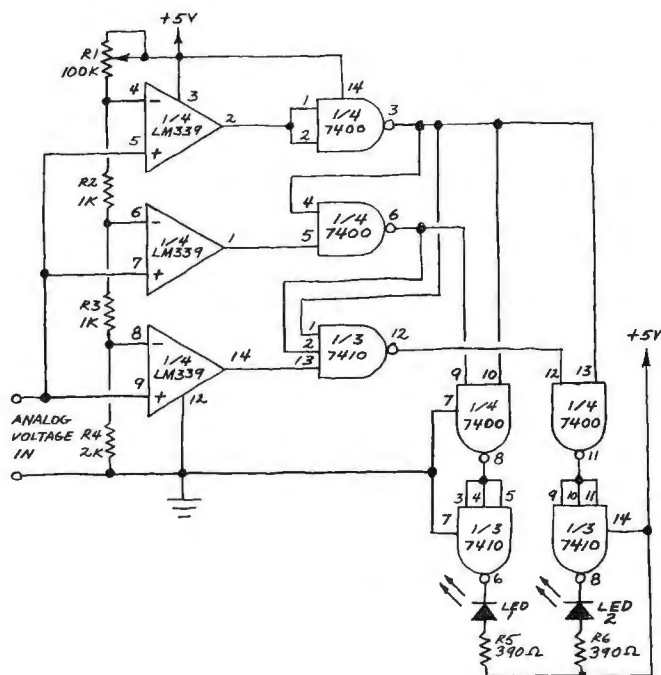 +5V
R1
100K
4
-
3
1/4
LM339
2
5
+
1
2
14
1/4
7400
3
R2
1K
6
-
1/4
LM339
1
7
+
4
5
1/4
7400
6
R3
1K
8
-
1/4
LM339
14
9
+
12
1
2
13
1/3
7410
12
+5V
ANALOG
VOLTAGE
IN
R4
2K
9
10
7
1/4
7400
8
12
13
1/4
7400
11
3
4
5
7
1/3
7410
6
9
10
11
14
1/3
7410
8
LED
1
LED
2
R5
390Ω
R6
390Ω